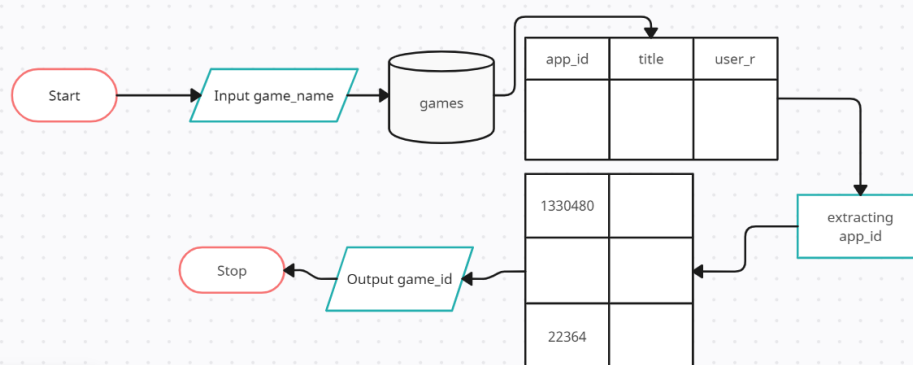 Start
Input game_name
games
app_id
title
user_r
extracting
app_id
1330480
22364
Output game_id
Stop